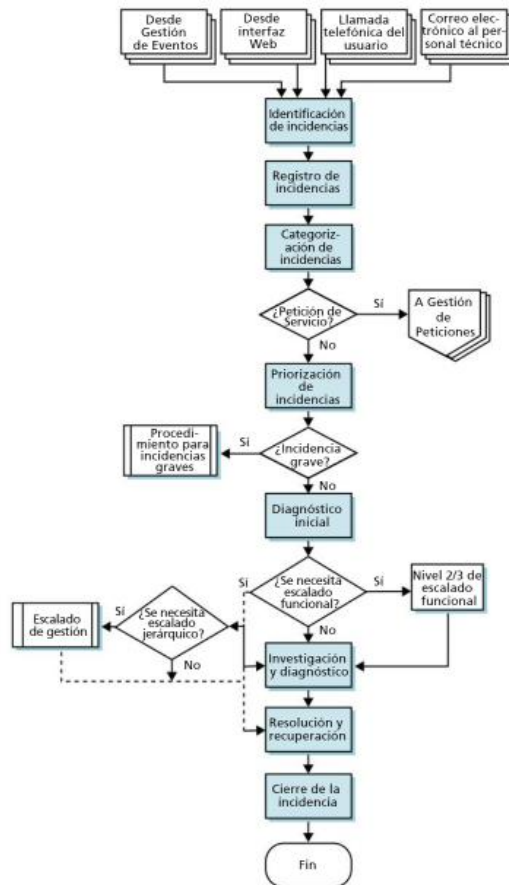 Desde
Gestión
de Eventos
Desde
interfaz
Web
Llamada
telefónica del
usuario
Correo elec-
trónico al per-
sonal técnico
Identificación
de incidencias
Registro de
incidencias
Categoriz-
ación de
incidencias
¿Petición de
Servicio?
Sí
A Gestión
de
Peticiones
No
Priorización
de
incidencias
Procedi-
miento para
incidencias
graves
Sí
¿Incidencia
grave?
No
Diagnóstico
inicial
Sí
¿Se necesita
escalado
funcional?
Sí
Nivel 2/3 de
escalado
funcional
No
Escalado
de gestión
Sí
¿Se necesita
escalado
jerárquico?
No
Investigación
y diagnóstico
Resolución y
recuperación
Cierre de la
incidencia
Fin